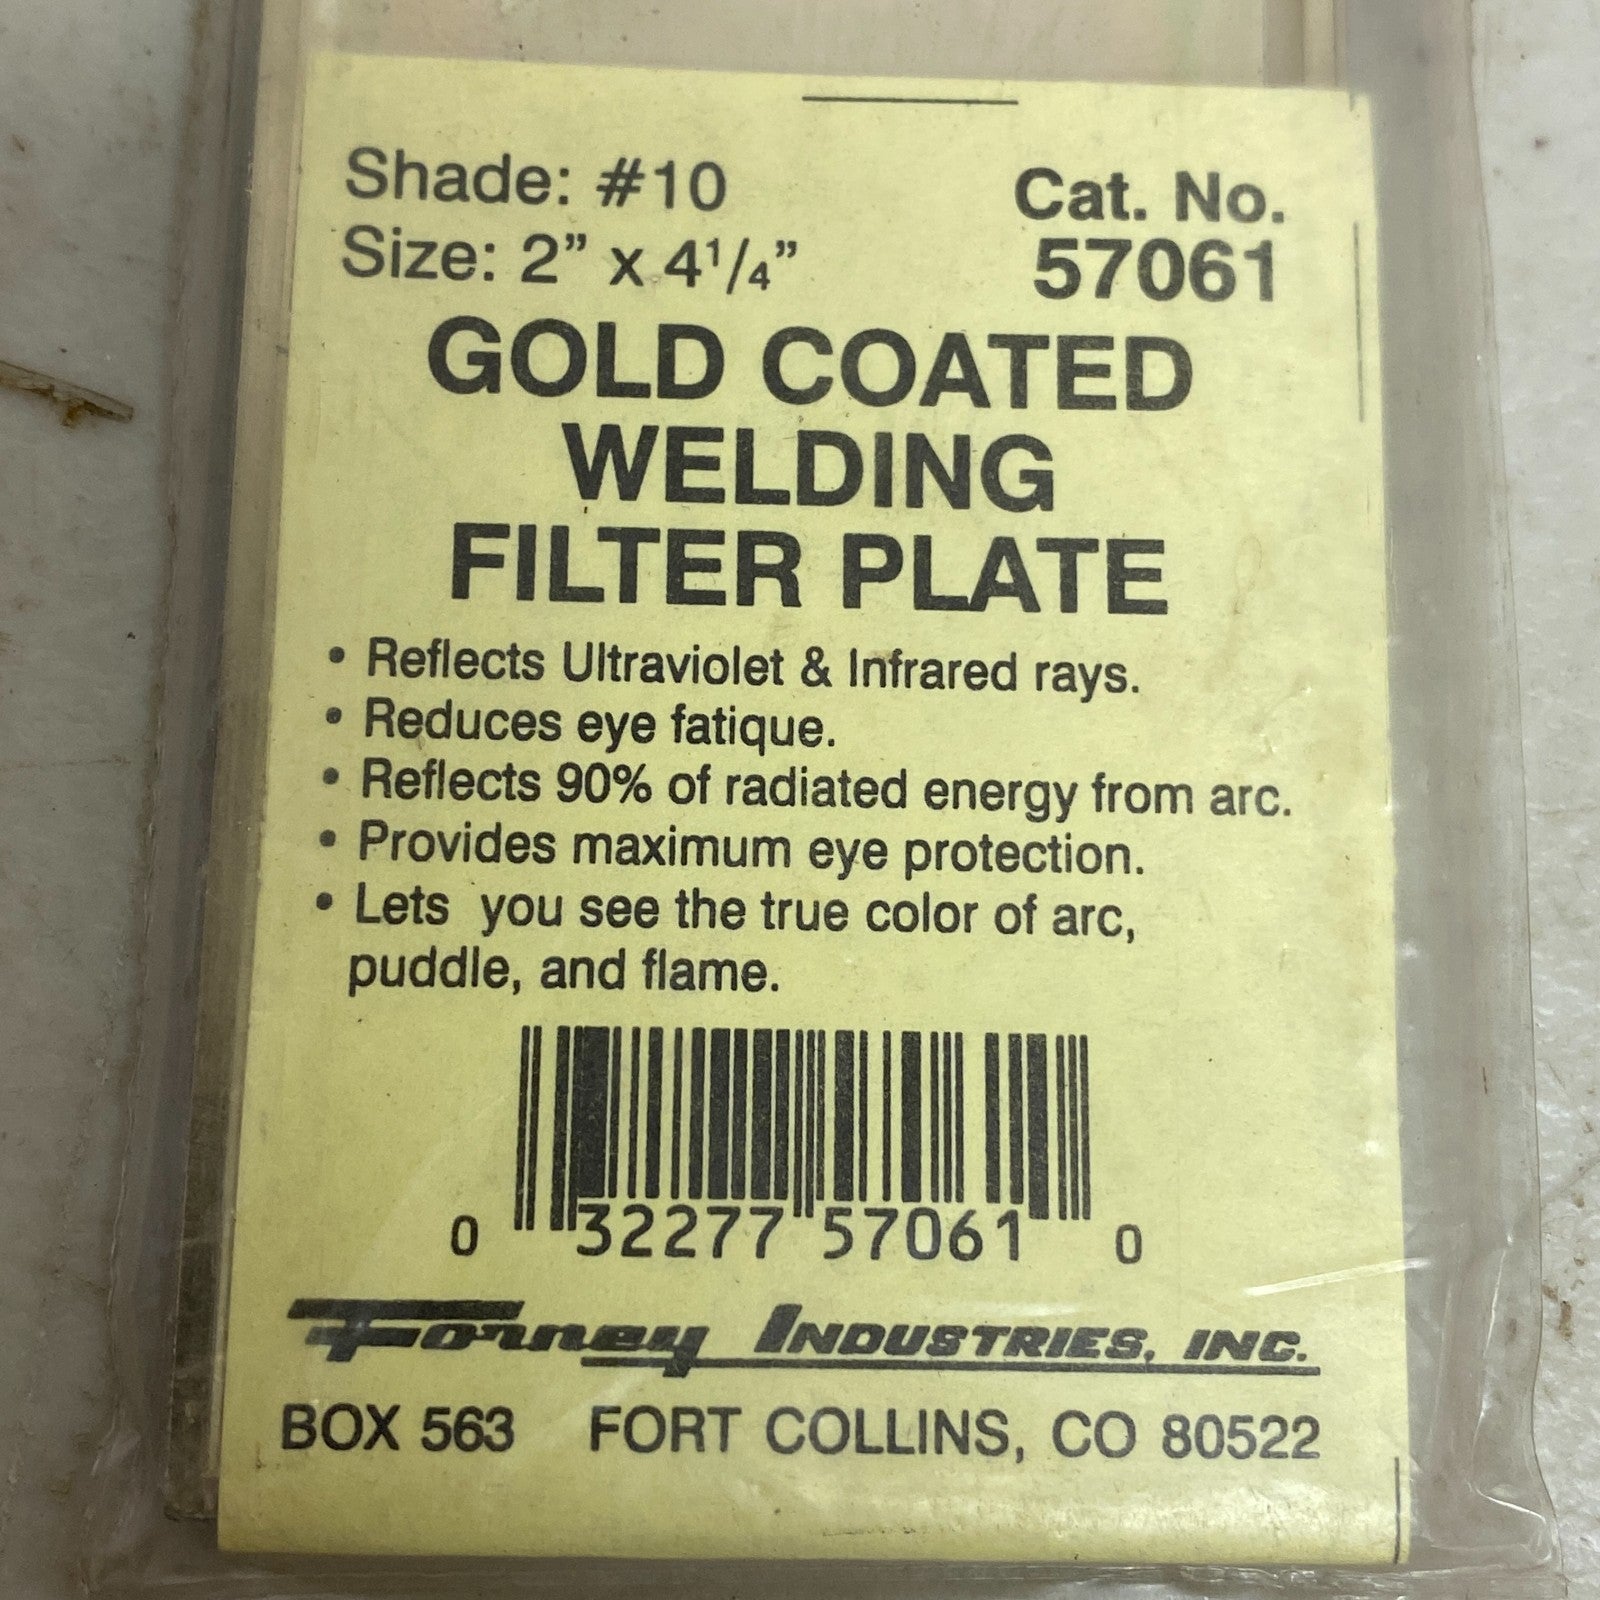 Shade: #10
Size: 2” x 4¹/₄”
Cat. No.
57061
GOLD COATED
WELDING
FILTER PLATE
• Reflects Ultraviolet & Infrared rays.
• Reduces eye fatique.
• Reflects 90% of radiated energy from arc.
• Provides maximum eye protection.
• Lets you see the true color of arc,
puddle, and flame.
0 32277 57061 0
Forney INDUSTRIES, INC.
BOX 563 FORT COLLINS, CO 80522